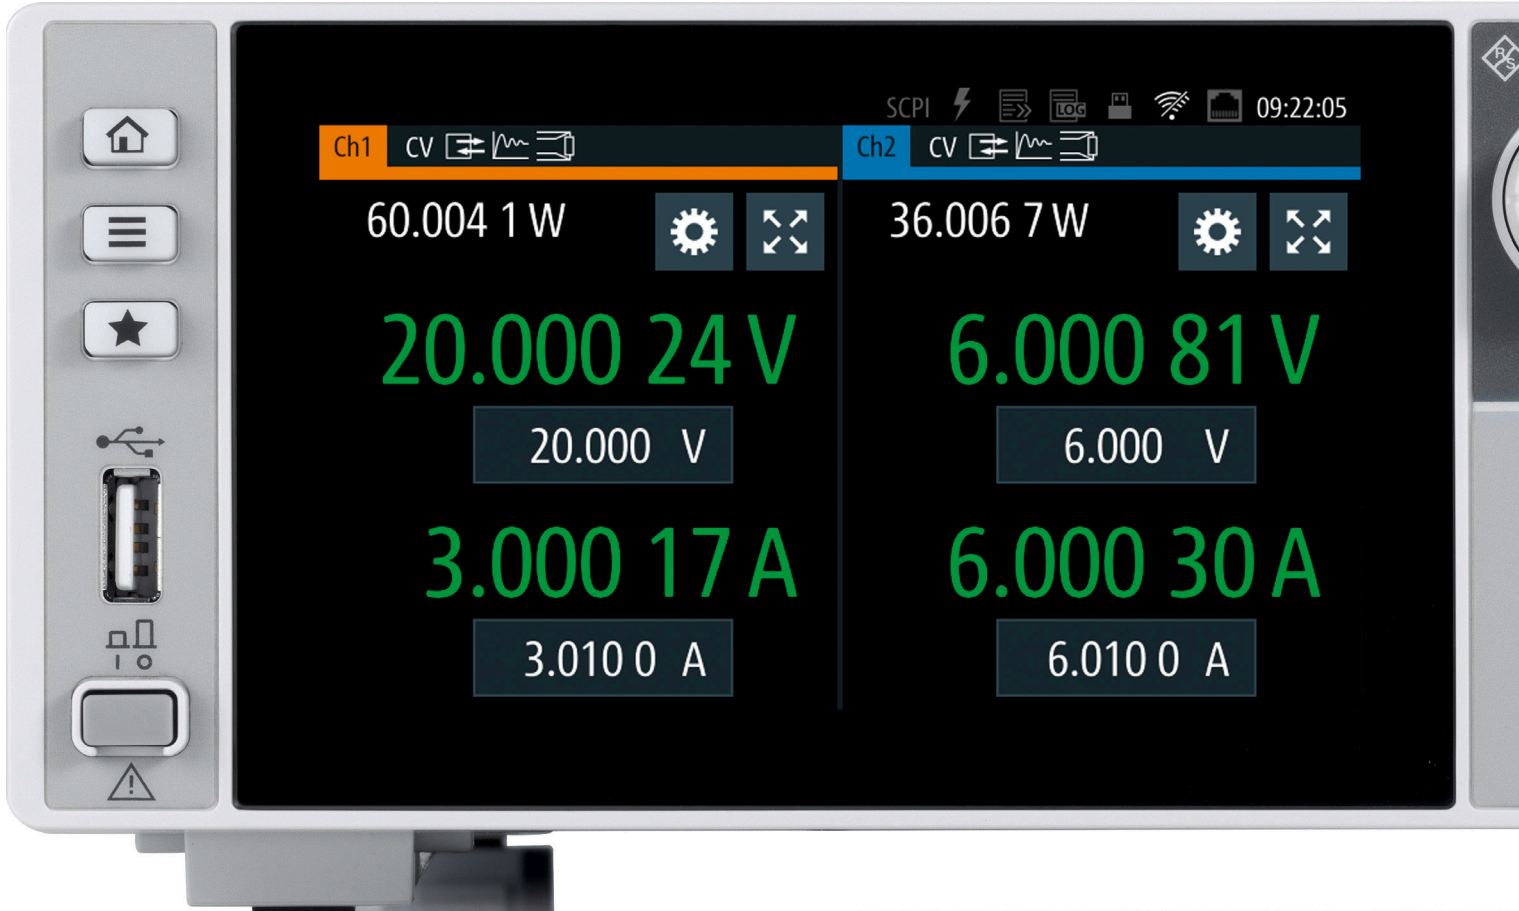 R
S
SCPI LOG 09:22:05
Ch1 CV Ch2 CV
60.004 1 W 36.006 7 W
20.000 24 V 6.000 81 V
20.000 V 6.000 V
3.000 17 A 6.000 30 A
3.010 0 A 6.010 0 A